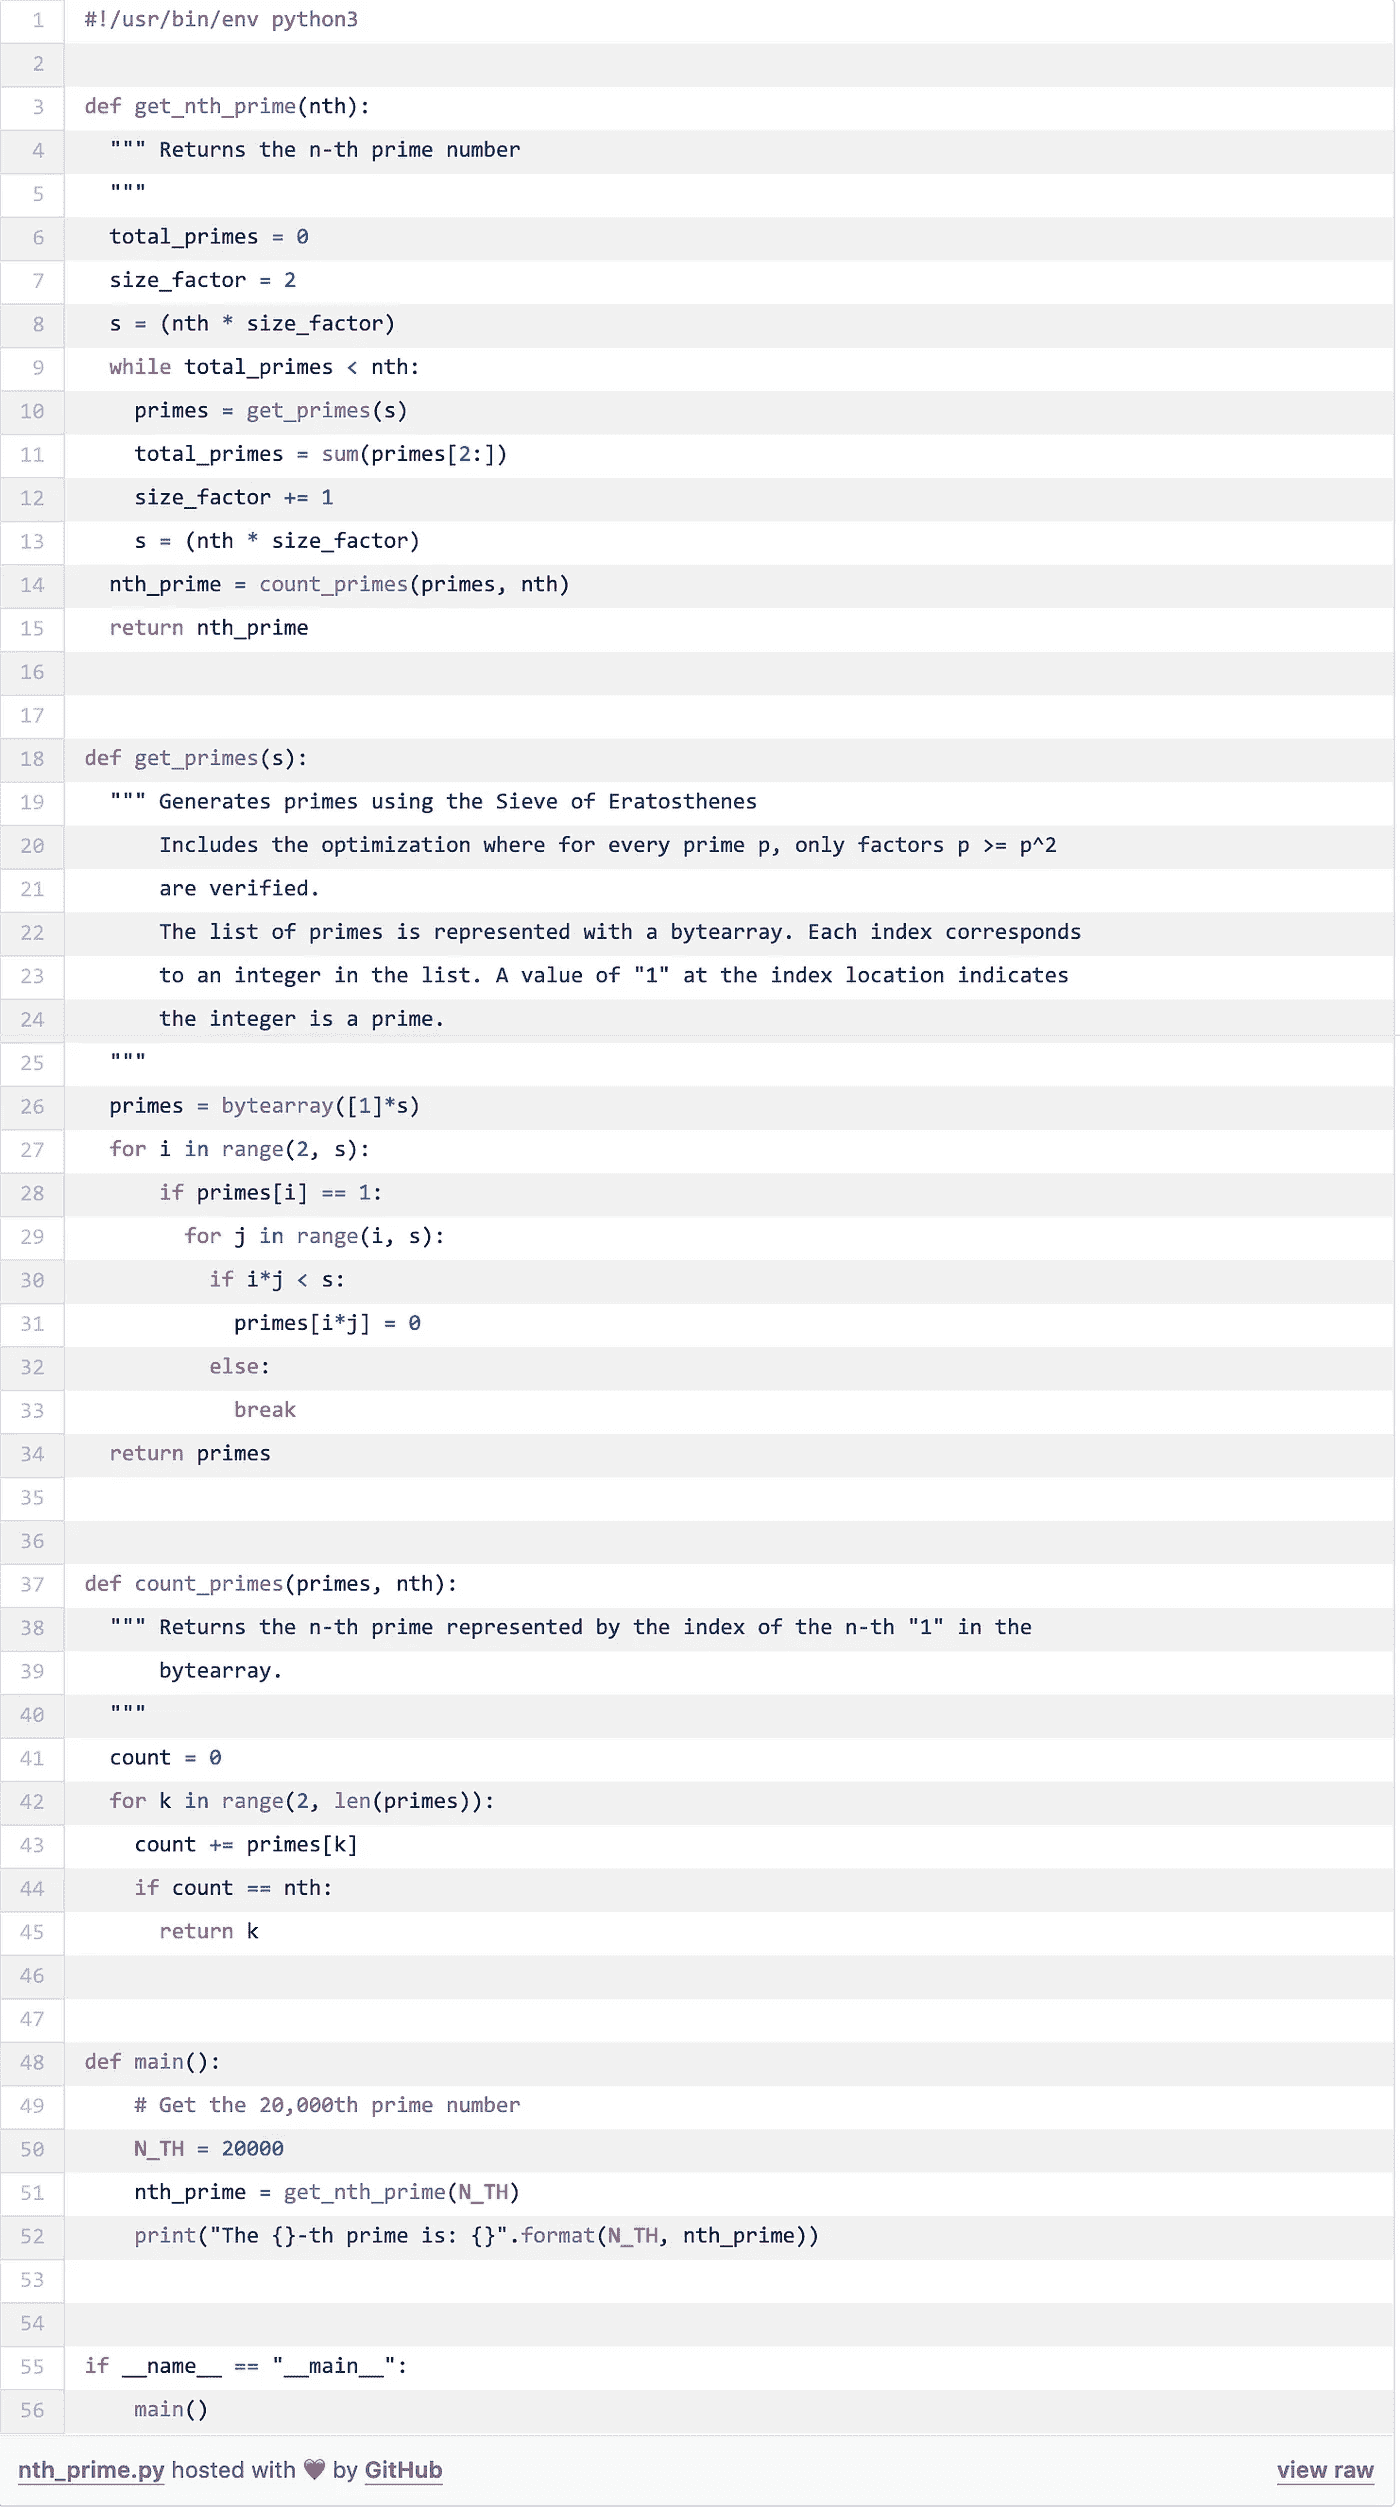 1 #!/usr/bin/env python3
2
3 def get_nth_prime(nth):
4   """ Returns the n-th prime number
5   """
6   total_primes = 0
7   size_factor = 2
8   s = (nth * size_factor)
9   while total_primes < nth:
10     primes = get_primes(s)
11     total_primes = sum(primes[2:])
12     size_factor += 1
13     s = (nth * size_factor)
14   nth_prime = count_primes(primes, nth)
15   return nth_prime
16
17
18 def get_primes(s):
19   """ Generates primes using the Sieve of Eratosthenes
20       Includes the optimization where for every prime p, only factors p >= p^2
21       are verified.
22       The list of primes is represented with a bytearray. Each index corresponds
23       to an integer in the list. A value of "1" at the index location indicates
24       the integer is a prime.
25   """
26   primes = bytearray([1]*s)
27   for i in range(2, s):
28       if primes[i] == 1:
29         for j in range(i, s):
30           if i*j < s:
31             primes[i*j] = 0
32           else:
33             break
34   return primes
35
36
37 def count_primes(primes, nth):
38   """ Returns the n-th prime represented by the index of the n-th "1" in the
39       bytearray.
40   """
41   count = 0
42   for k in range(2, len(primes)):
43     count += primes[k]
44     if count == nth:
45       return k
46
47
48 def main():
49     # Get the 20,000th prime number
50     N_TH = 20000
51     nth_prime = get_nth_prime(N_TH)
52     print("The {}-th prime is: {}".format(N_TH, nth_prime))
53
54
55 if __name__ == "__main__":
56     main()
nth_prime.py hosted with ❤ by GitHub view raw